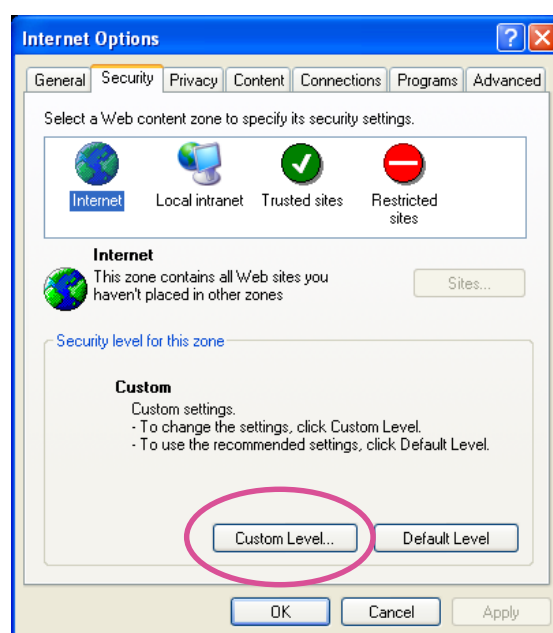 Internet Options
General Security Privacy Content Connections Programs Advanced
Select a Web content zone to specify its security settings.
Internet Local intranet Trusted sites Restricted
sites
Internet
This zone contains all Web sites you
haven't placed in other zones
Sites...
Security level for this zone
Custom
Custom settings.
- To change the settings, click Custom Level.
- To use the recommended settings, click Default Level.
Custom Level... Default Level
OK Cancel Apply